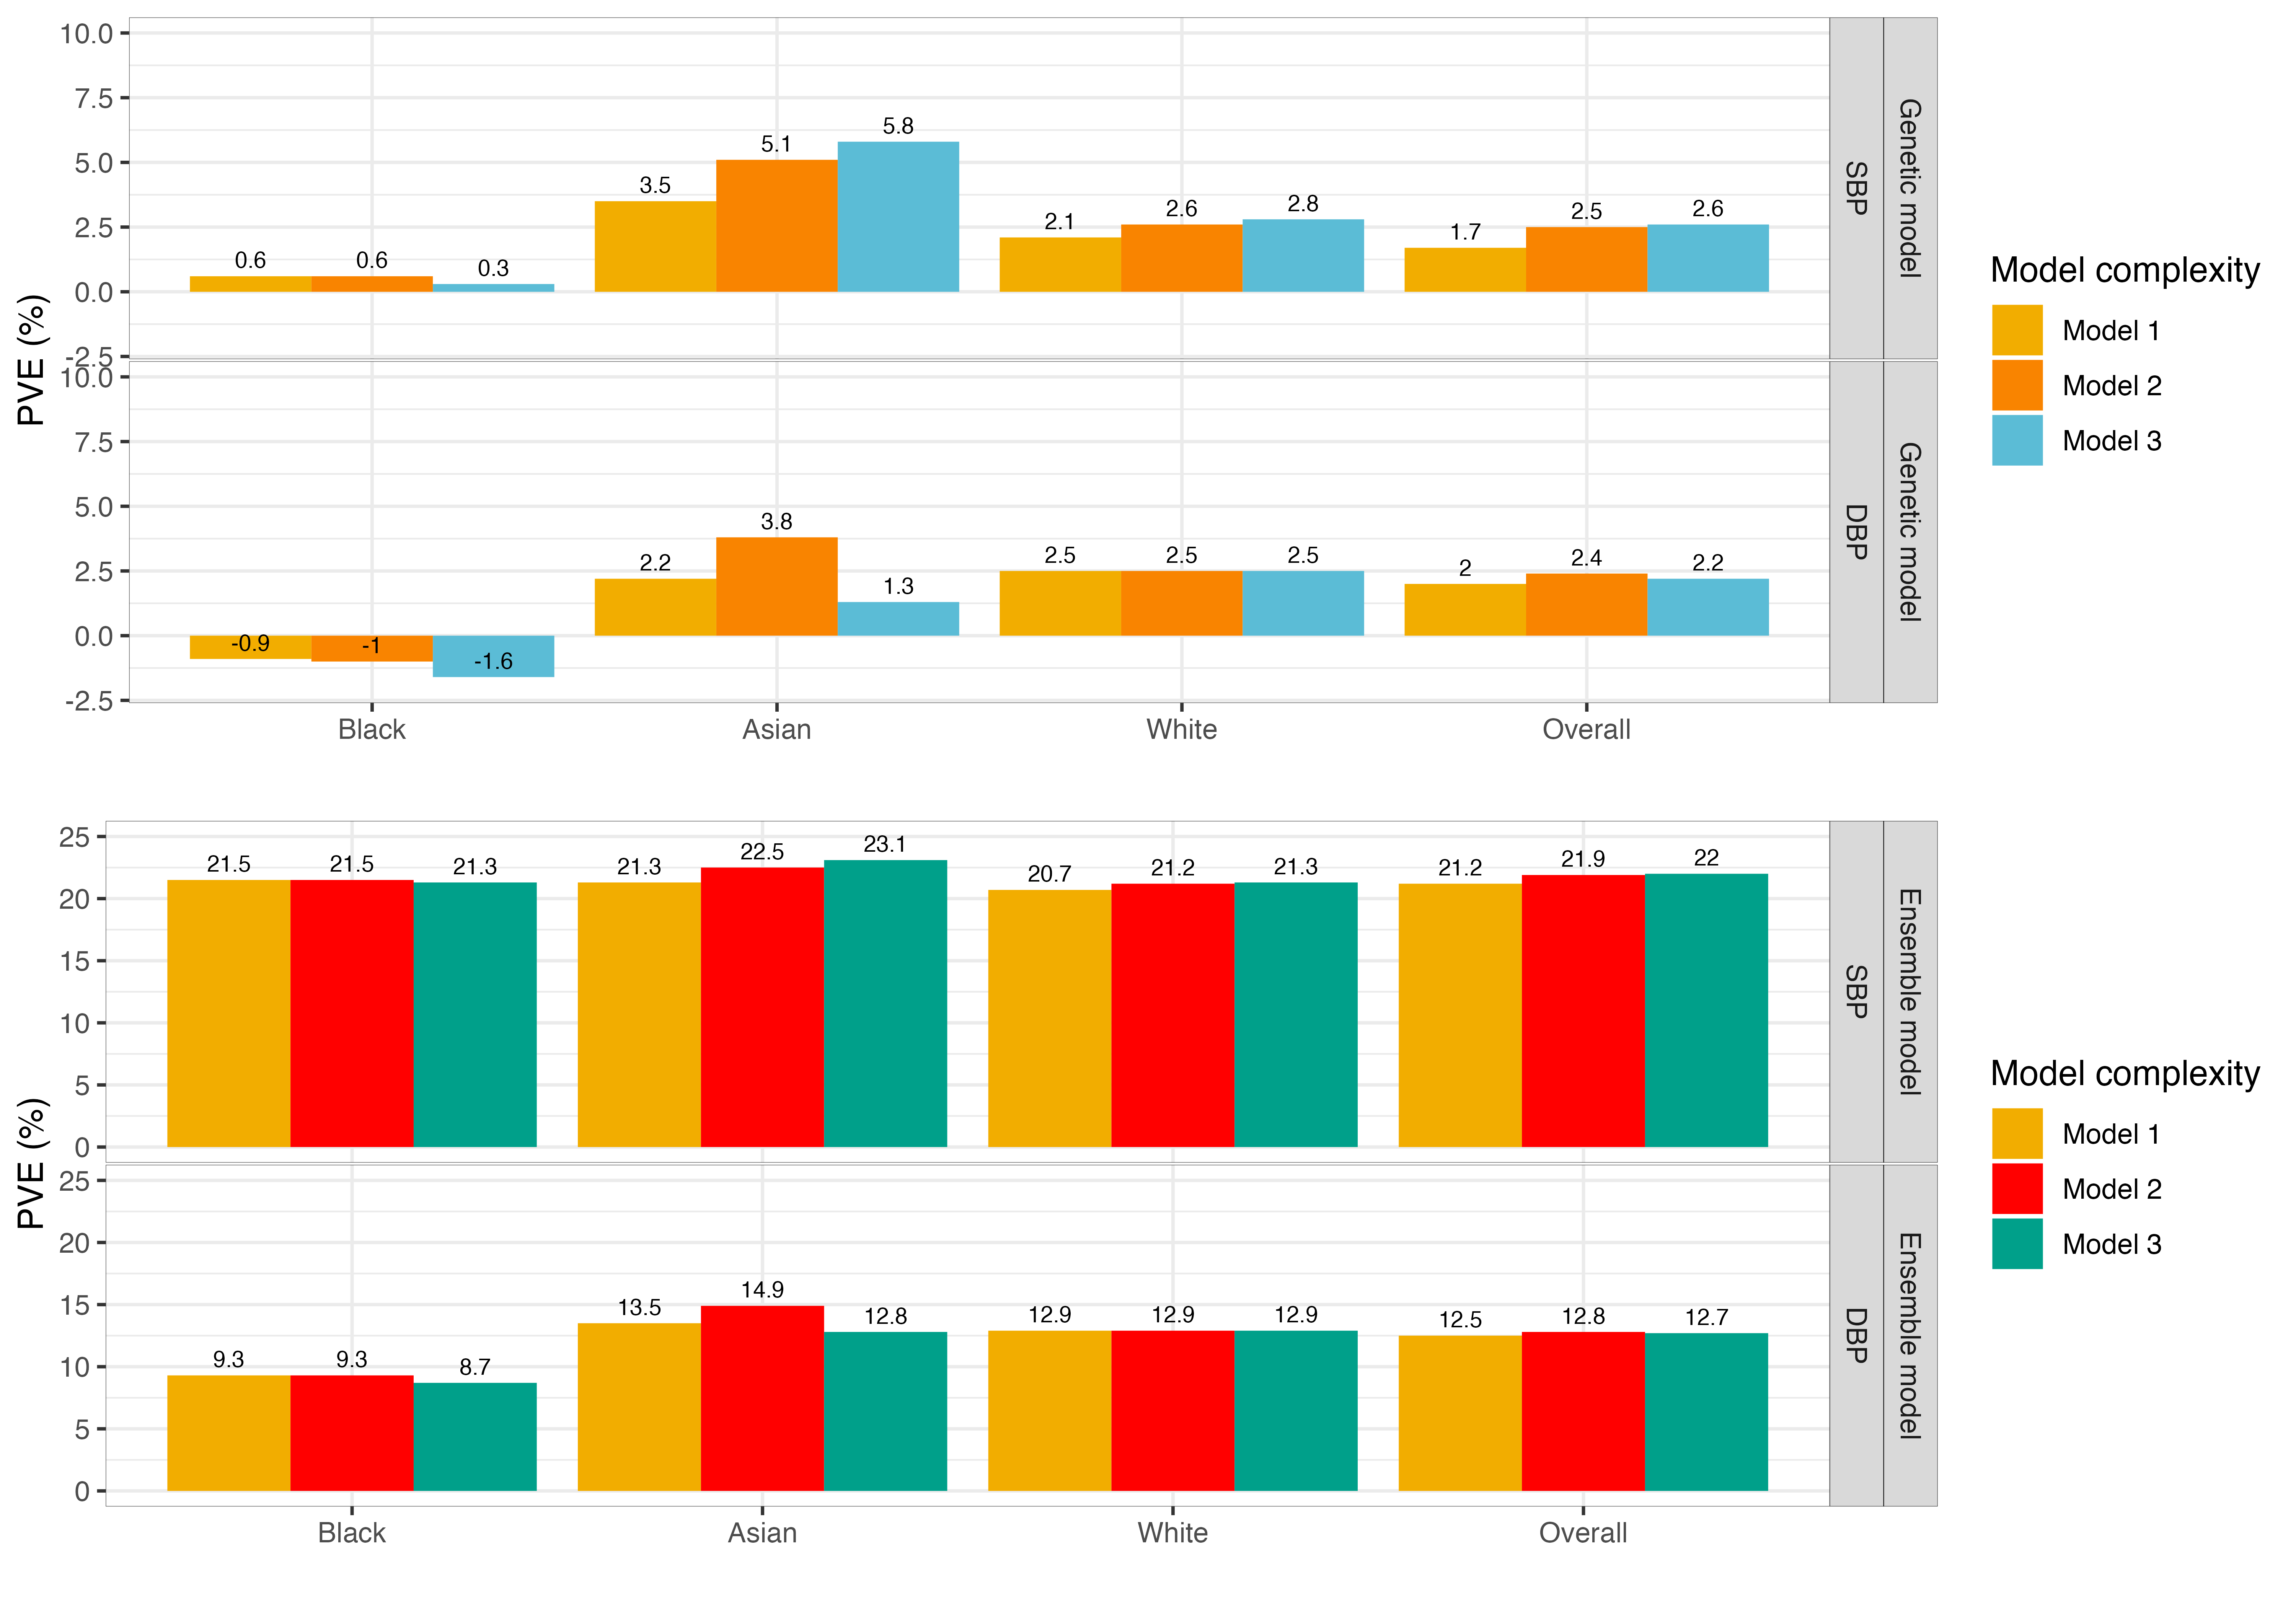 PVE (%)
10.0
7.5
5.0
2.5
0.0
-2.5
0.6
0.6
0.3
3.5
5.1
5.8
2.1
2.6
2.8
1.7
2.5
2.6
SBP
Genetic model
10.0
7.5
5.0
2.5
0.0
-2.5
-0.9
-1
-1.6
2.2
3.8
1.3
2.5
2.5
2.5
2
2.4
2.2
DBP
Genetic model
Black
Asian
White
Overall
Model complexity
Model 1
Model 2
Model 3
PVE (%)
25
20
15
10
5
0
21.5
21.5
21.3
21.3
22.5
23.1
20.7
21.2
21.3
21.2
21.9
22
SBP
Ensemble model
25
20
15
10
5
0
9.3
9.3
8.7
13.5
14.9
12.8
12.9
12.9
12.9
12.5
12.8
12.7
DBP
Ensemble model
Black
Asian
White
Overall
Model complexity
Model 1
Model 2
Model 3